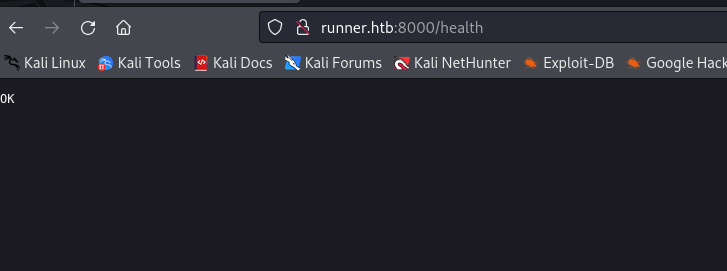 runner.htb:8000/health
Kali Linux Kali Tools Kali Docs Kali Forums Kali NetHunter Exploit-DB Google Hack
OK